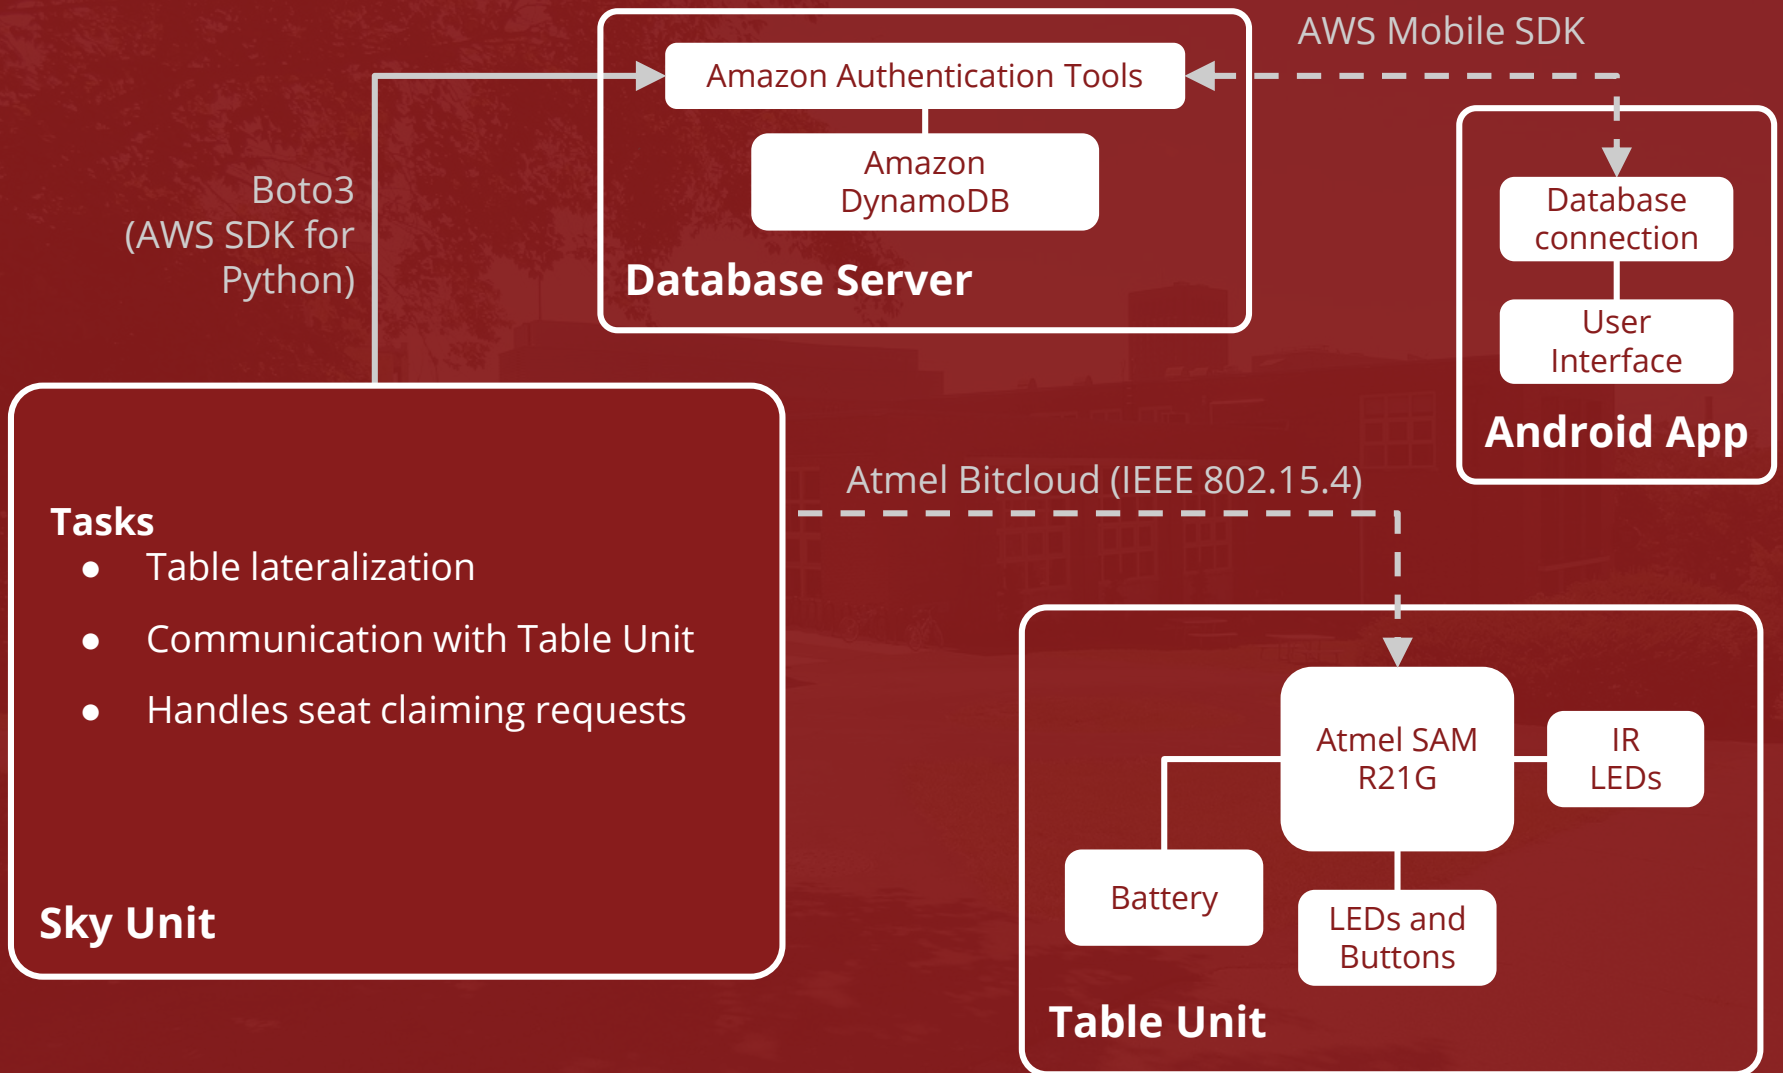 AWS Mobile SDK
Amazon Authentication Tools
Amazon
DynamoDB
Database Server
Boto3
(AWS SDK for
Python)
Database
connection
User
Interface
Android App
Atmel Bitcloud (IEEE 802.15.4)
Tasks
● Table lateralization
● Communication with Table Unit
● Handles seat claiming requests
Sky Unit
Atmel SAM
R21G
IR
LEDs
Battery
LEDs and
Buttons
Table Unit